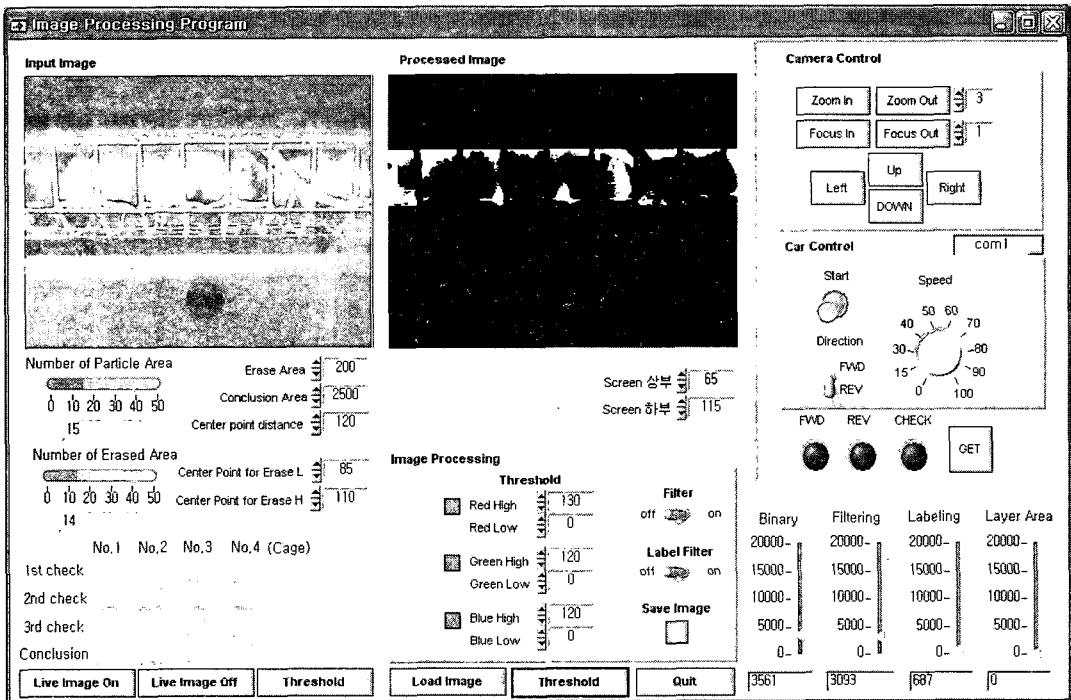 Image Processing Program
Input Image
Processed Image
Number of Particle Area
0 10 20 30 40 50
15
Erase Area 200
Conclusion Area 2500
Center point distance 120
Number of Erased Area
0 10 20 30 40 50
14
Center Point for Erase L 85
Center Point for Erase H 110
No.1 No.2 No.3 No.4 (Cage)
1st check
2nd check
3rd check
Conclusion
Live Image On Live Image Off Threshold
Screen 상부 65
Screen 하부 115
Image Processing
Threshold
Red High 130
Red Low 0
Green High 120
Green Low 0
Blue High 120
Blue Low 0
Filter
off on
Label Filter
off on
Save Image
Load Image Threshold Quit
Camera Control
Zoom In Zoom Out 3
Focus In Focus Out 1
Up
Left Right
DOWN
Car Control com1
Start
Speed
0 15 30 40 50 60 70 80 90 100
Direction
FWD
REV
FWD REV CHECK
GET
Binary Filtering Labeling Layer Area
20000- 20000- 20000- 20000-
15000- 15000- 15000- 15000-
10000- 10000- 10000- 10000-
5000- 5000- 5000- 5000-
0- 0- 0- 0-
3561 3093 687 0